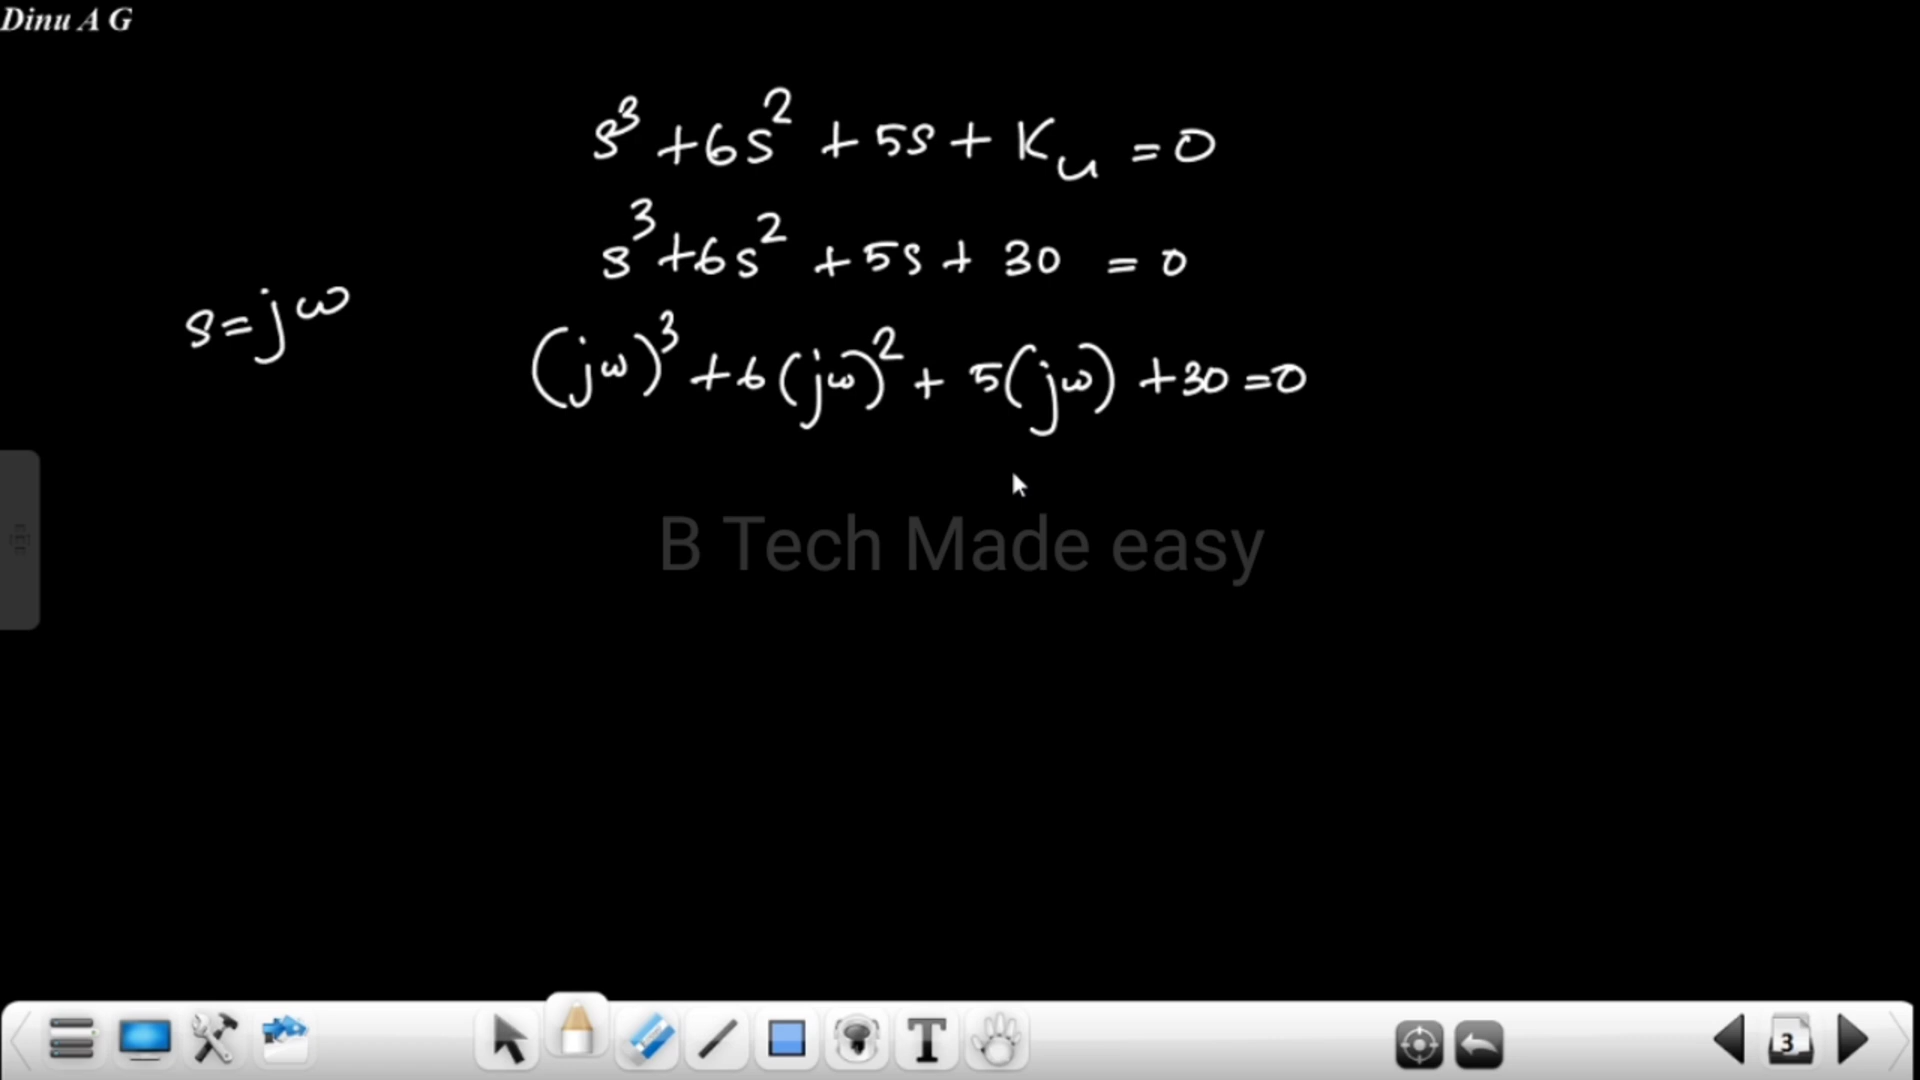 Dinu A G
s³ + 6s² + 5s + Kᵤ = 0
s³ + 6s² + 5s + 30 = 0
s = jω
(jω)³ + 6(jω)² + 5(jω) + 30 = 0
B Tech Made easy
T
3